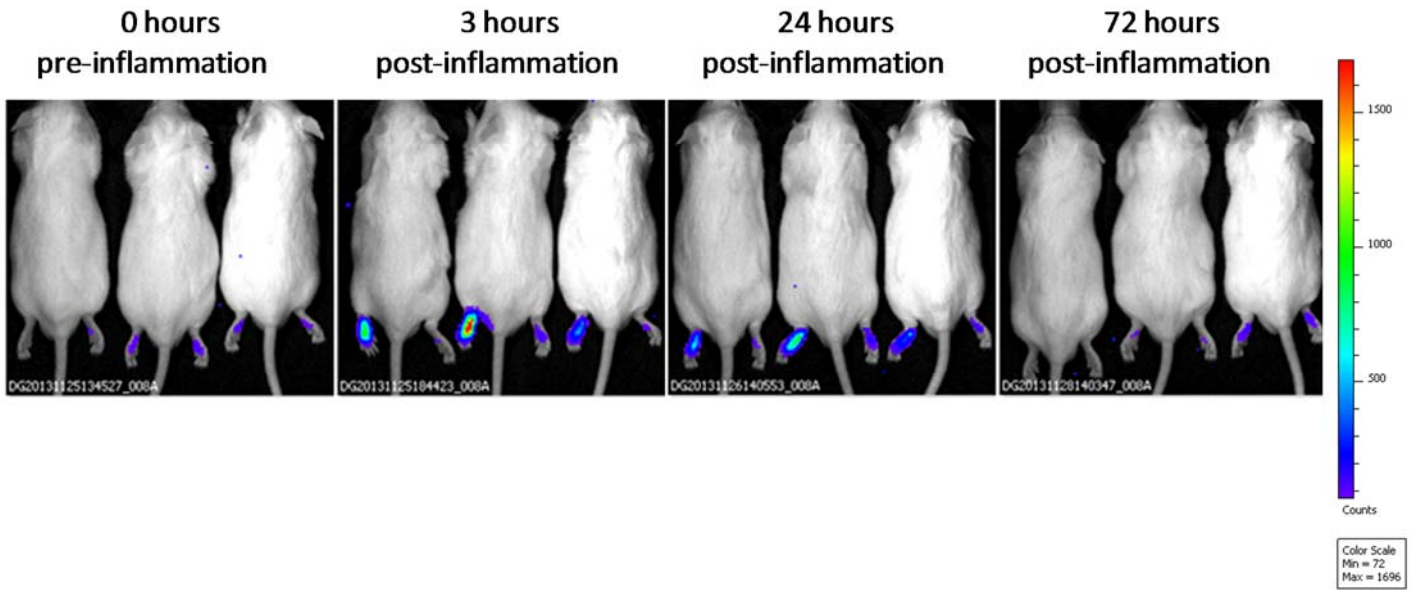 0 hours
pre-inflammation
3 hours
post-inflammation
24 hours
post-inflammation
72 hours
post-inflammation
DG20131125134527_008A
DG20131125184423_008A
DG20131126140553_008A
DG20131128140347_008A
1500
1000
500
Counts
Color Scale
Min = 72
Max = 1696